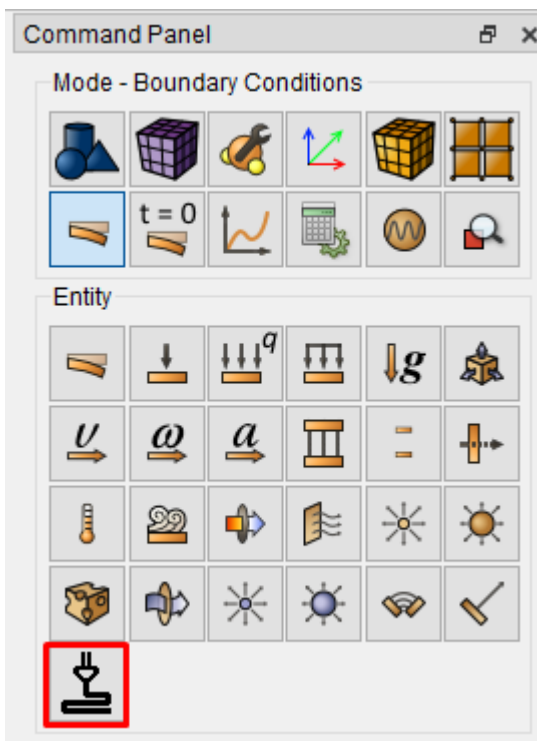 Command Panel
Mode - Boundary Conditions
t = 0
Entity
q
g
υ ω a